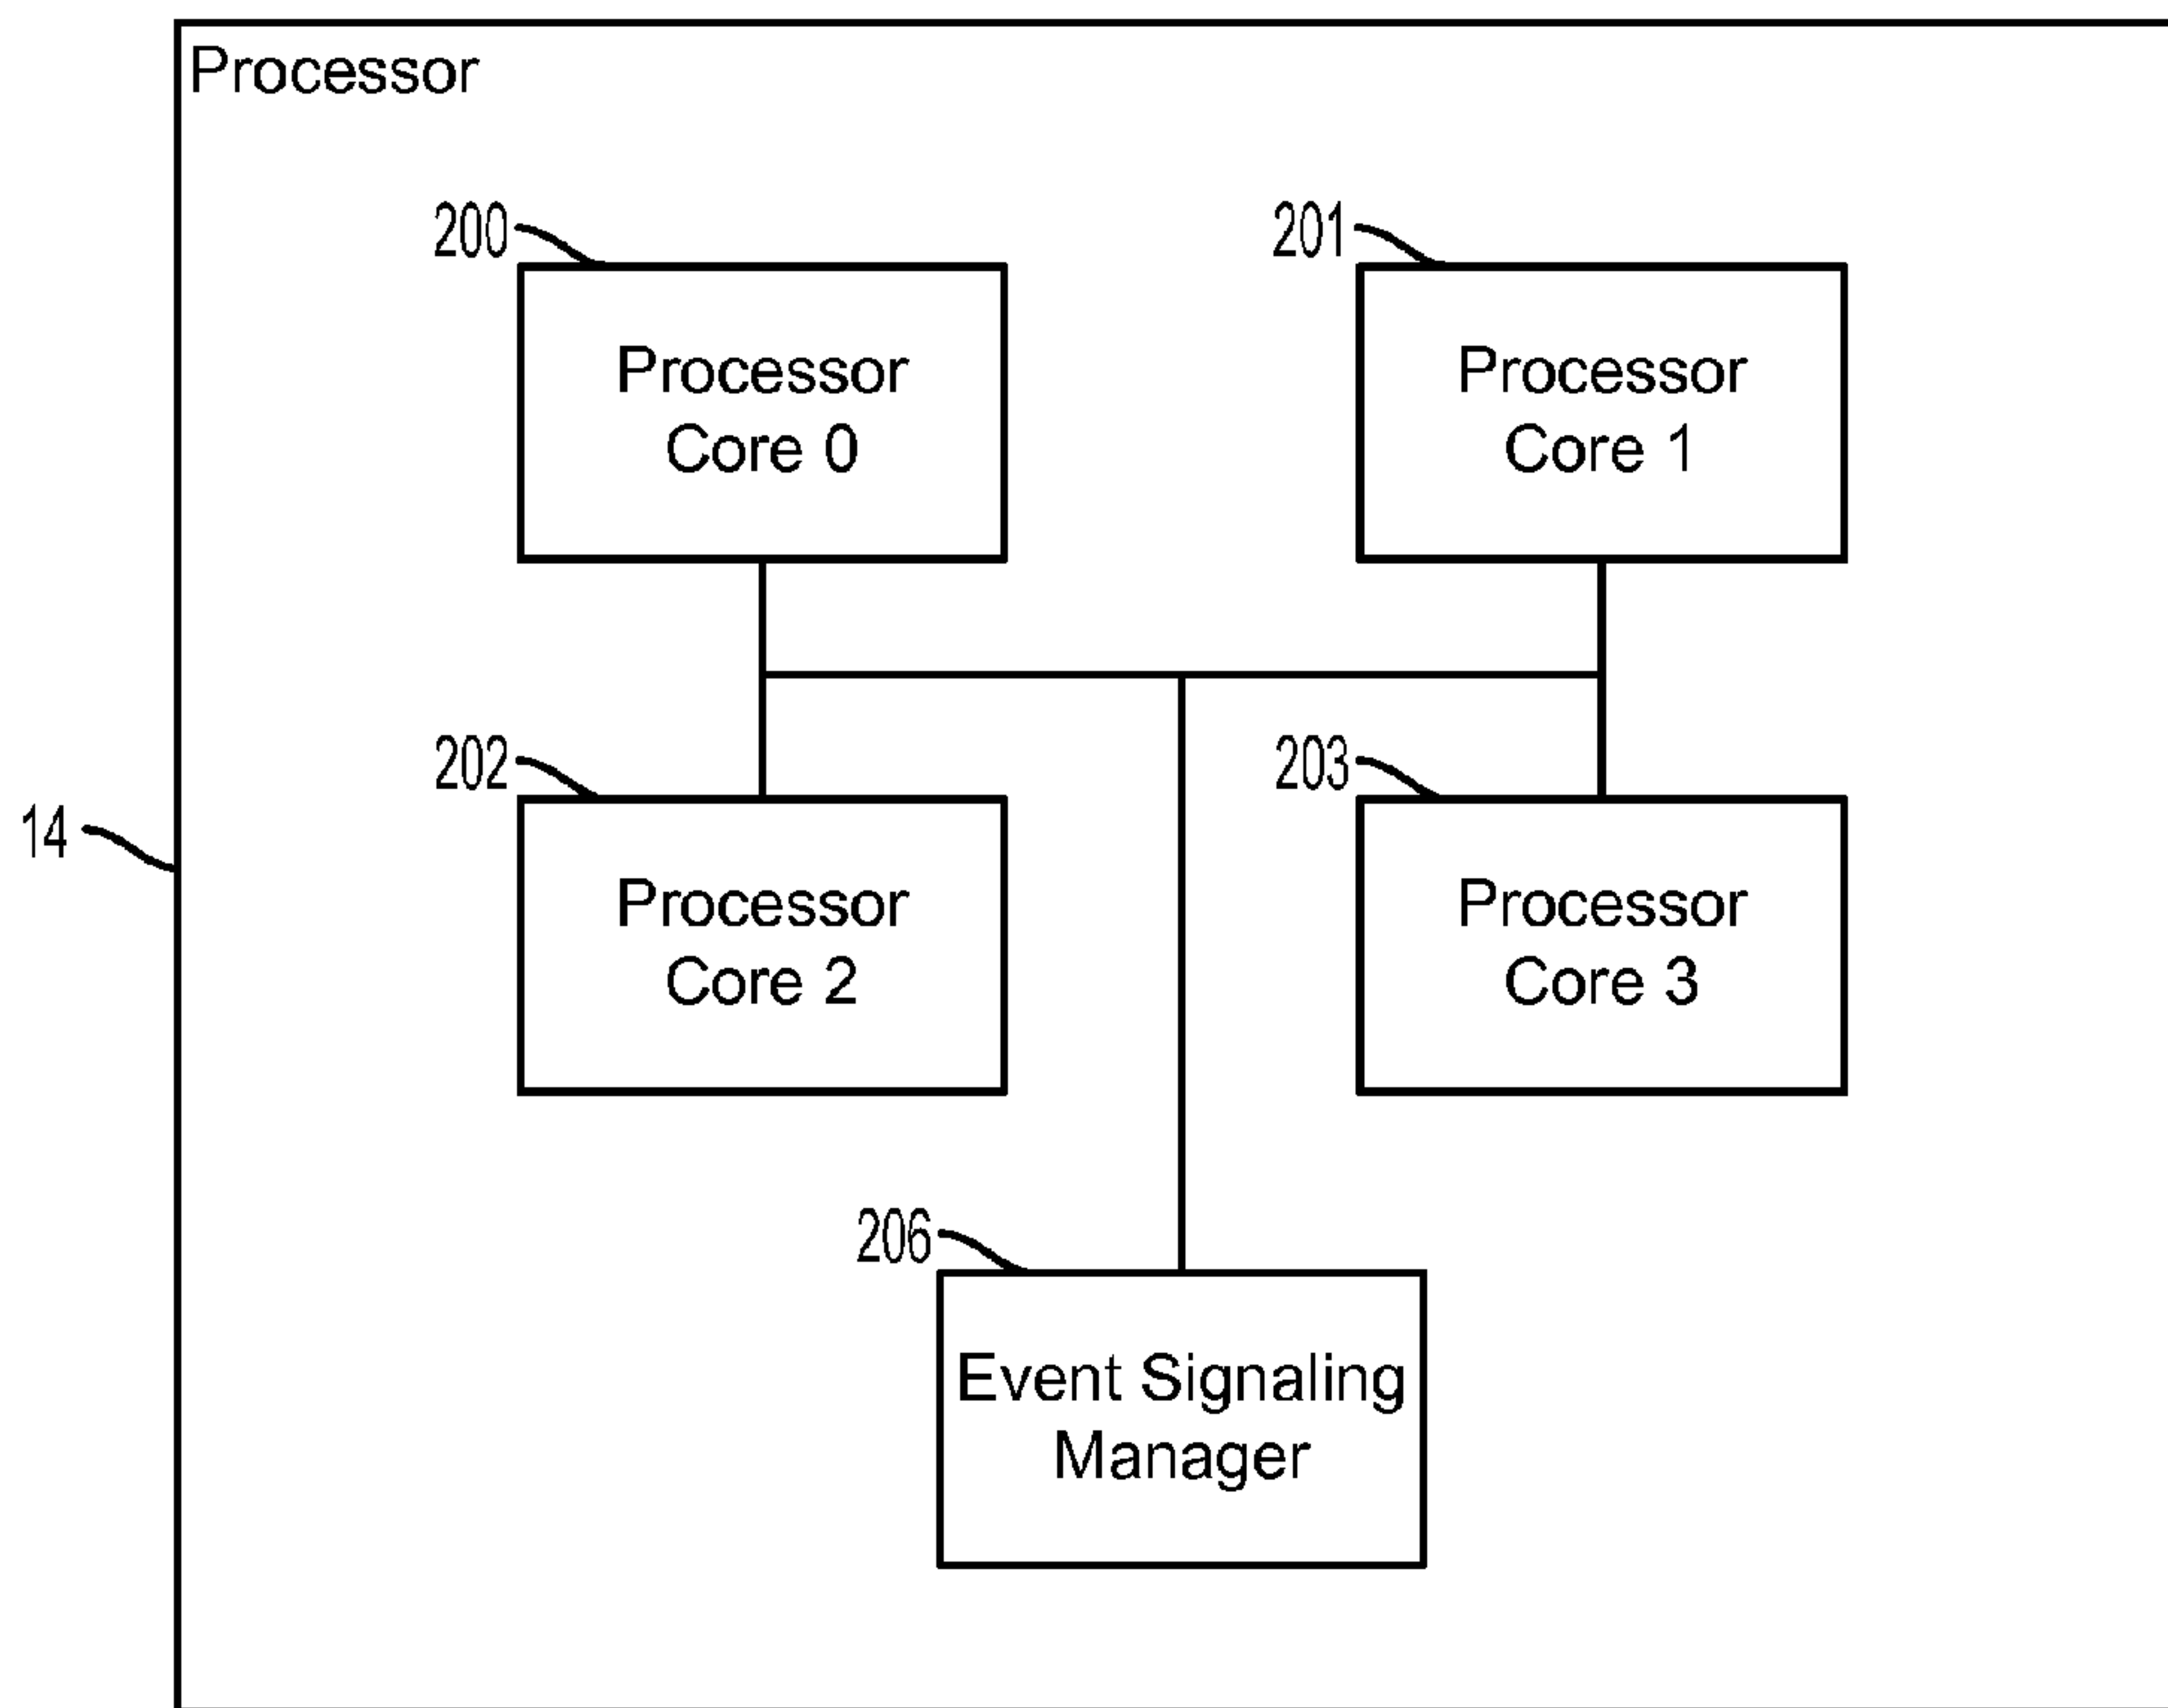 Processor
200
201
Processor
Core 0
Processor
Core 1
202
203
14
Processor
Core 2
Processor
Core 3
206
Event Signaling
Manager